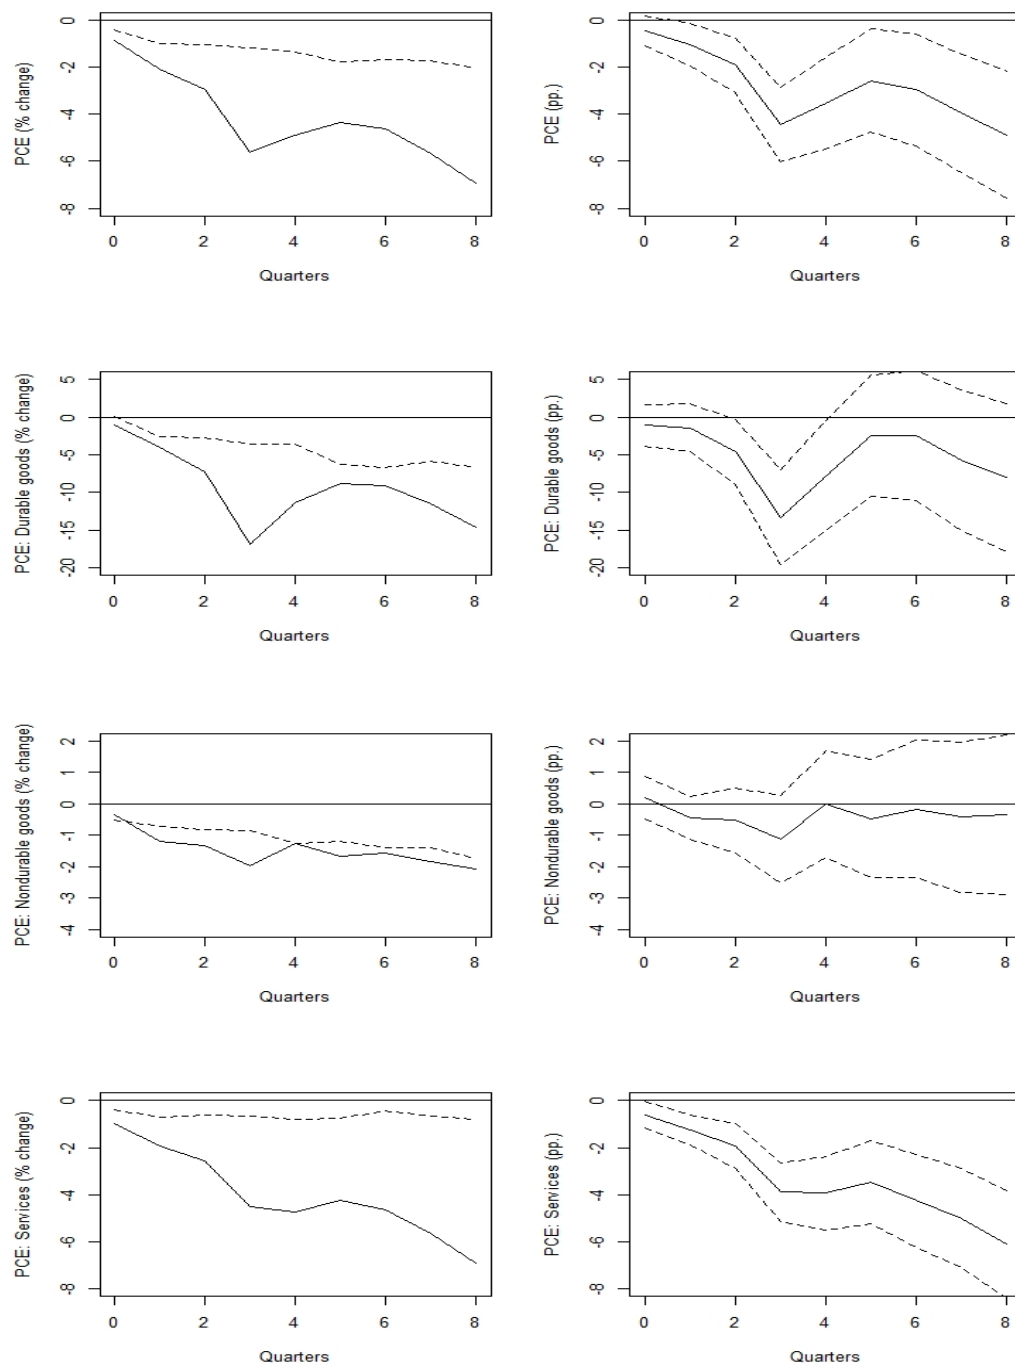 PCE (% change)
0
-2
-4
-6
-8
0 2 4 6 8
Quarters
PCE (pp.)
0
-2
-4
-6
-8
0 2 4 6 8
Quarters
PCE: Durable goods (% change)
5
0
-5
-10
-15
-20
0 2 4 6 8
Quarters
PCE: Durable goods (pp.)
5
0
-5
-10
-15
-20
0 2 4 6 8
Quarters
PCE: Nondurable goods (% change)
2
1
0
-1
-2
-3
-4
0 2 4 6 8
Quarters
PCE: Nondurable goods (pp.)
2
1
0
-1
-2
-3
-4
0 2 4 6 8
Quarters
PCE: Services (% change)
0
-2
-4
-6
-8
0 2 4 6 8
Quarters
PCE: Services (pp.)
0
-2
-4
-6
-8
0 2 4 6 8
Quarters